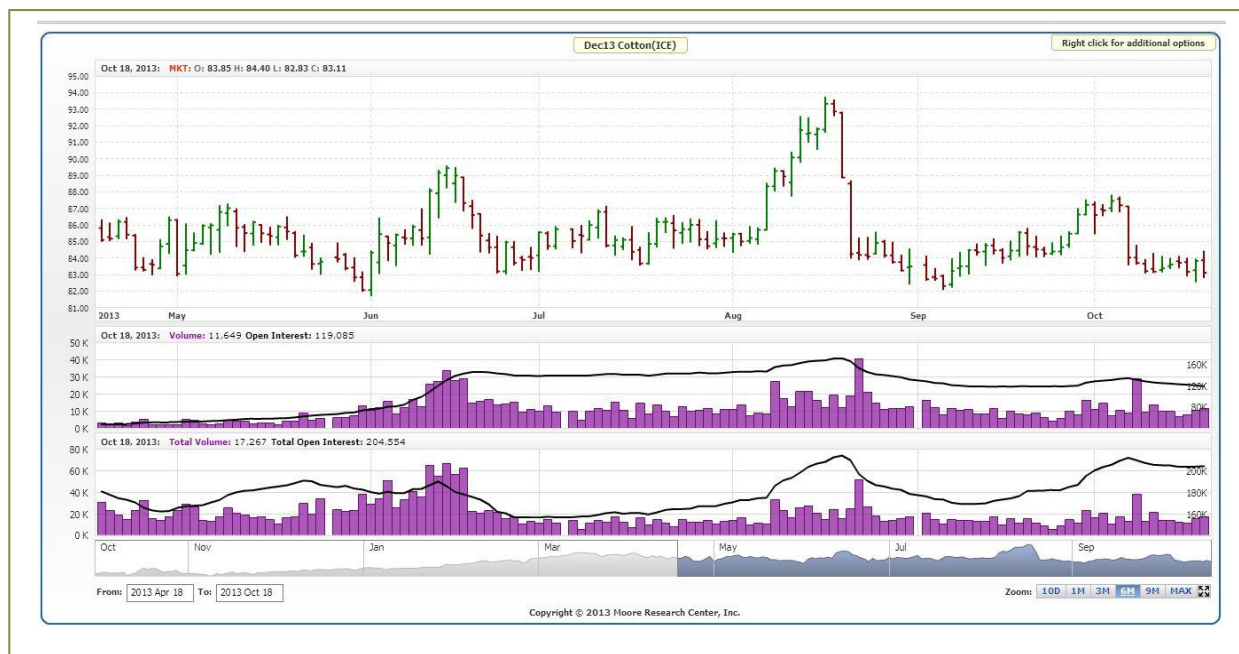 Dec13 Cotton(ICE)
Right click for additional options
Oct 18, 2013: MKT: O: 83.85 H: 84.40 L: 82.83 C: 83.11
95.00
94.00
93.00
92.00
91.00
90.00
89.00
88.00
87.00
86.00
85.00
84.00
83.00
82.00
81.00
2013 May Jun Jul Aug Sep Oct
Oct 18, 2013: Volume: 11,649 Open Interest: 119,085
50 K
40 K
30 K
20 K
10 K
0 K
160K
120K
80K
Oct 18, 2013: Total Volume: 17,267 Total Open Interest: 204,554
80 K
60 K
40 K
20 K
0 K
200K
180K
160K
Oct Nov Jan Mar May Jul Sep
From: 2013 Apr 18 To: 2013 Oct 18
Zoom: 10D 1M 3M 6M 9M MAX
Copyright © 2013 Moore Research Center, Inc.